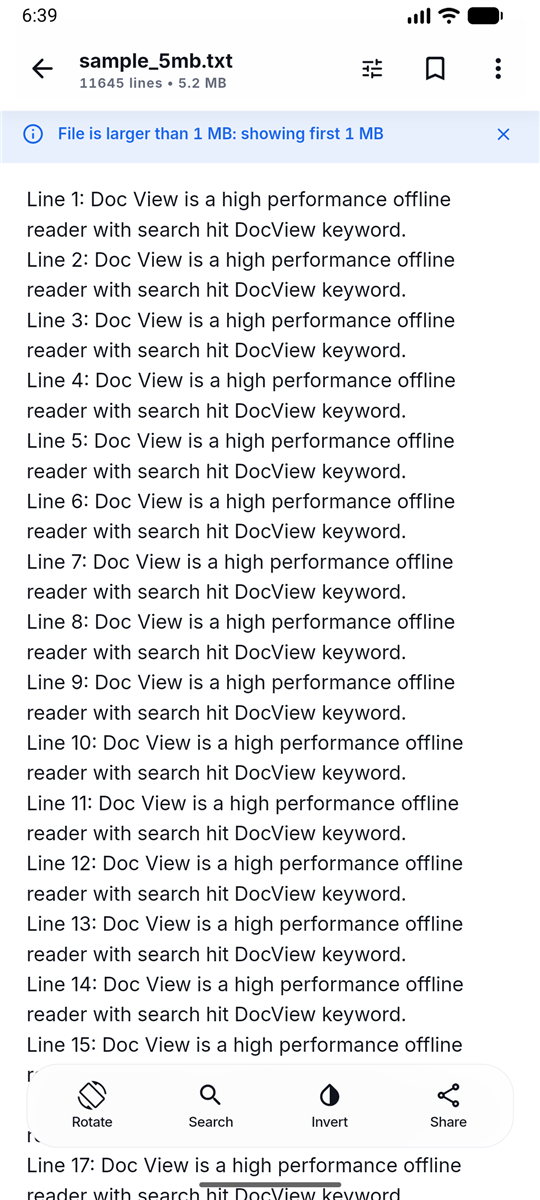 6:39
sample_5mb.txt
11645 lines • 5.2 MB
File is larger than 1 MB: showing first 1 MB
Line 1: Doc View is a high performance offline
reader with search hit DocView keyword.
Line 2: Doc View is a high performance offline
reader with search hit DocView keyword.
Line 3: Doc View is a high performance offline
reader with search hit DocView keyword.
Line 4: Doc View is a high performance offline
reader with search hit DocView keyword.
Line 5: Doc View is a high performance offline
reader with search hit DocView keyword.
Line 6: Doc View is a high performance offline
reader with search hit DocView keyword.
Line 7: Doc View is a high performance offline
reader with search hit DocView keyword.
Line 8: Doc View is a high performance offline
reader with search hit DocView keyword.
Line 9: Doc View is a high performance offline
reader with search hit DocView keyword.
Line 10: Doc View is a high performance offline
reader with search hit DocView keyword.
Line 11: Doc View is a high performance offline
reader with search hit DocView keyword.
Line 12: Doc View is a high performance offline
reader with search hit DocView keyword.
Line 13: Doc View is a high performance offline
reader with search hit DocView keyword.
Line 14: Doc View is a high performance offline
reader with search hit DocView keyword.
Line 15: Doc View is a high performance offline
Rotate
Search
Invert
Share
Line 17: Doc View is a high performance offline
reader with search hit DocView keyword.